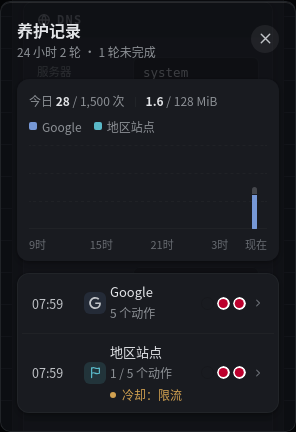 DNS
养护记录
24 小时 2 轮 · 1 轮未完成
服务器 system
今日 28 / 1,500 次 1.6 / 128 MiB
Google 地区站点
9时 15时 21时 3时 现在
Google
07:59
5 个动作
地区站点
07:59
1 / 5 个动作
冷却：限流